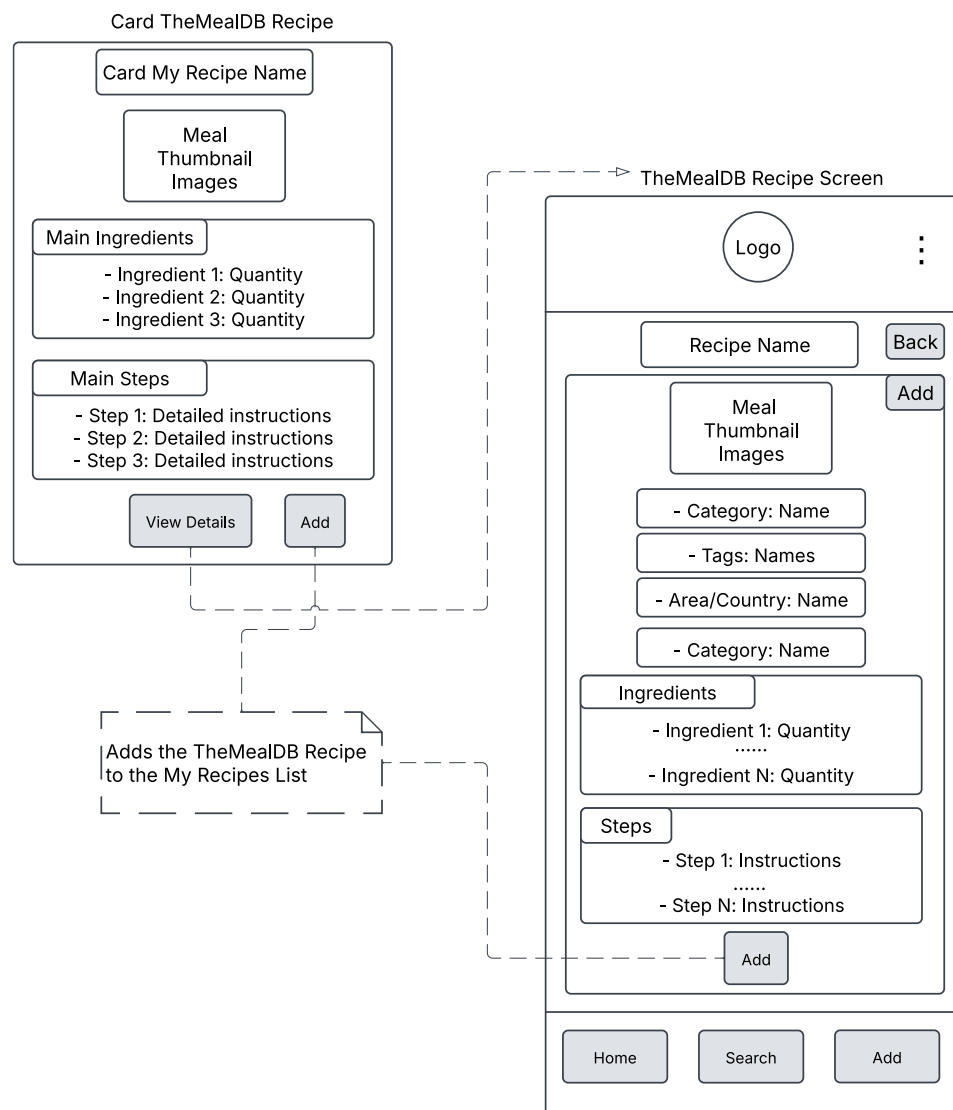 Card TheMealDB Recipe
Card My Recipe Name
Meal
Thumbnail
Images
Main Ingredients
- Ingredient 1: Quantity
- Ingredient 2: Quantity
- Ingredient 3: Quantity
Main Steps
- Step 1: Detailed instructions
- Step 2: Detailed instructions
- Step 3: Detailed instructions
View Details
Add
Adds the TheMealDB Recipe
to the My Recipes List
TheMealDB Recipe Screen
Logo
Recipe Name
Back
Add
Meal
Thumbnail
Images
- Category: Name
- Tags: Names
- Area/Country: Name
- Category: Name
Ingredients
- Ingredient 1: Quantity
......
- Ingredient N: Quantity
Steps
- Step 1: Instructions
......
- Step N: Instructions
Add
Home
Search
Add